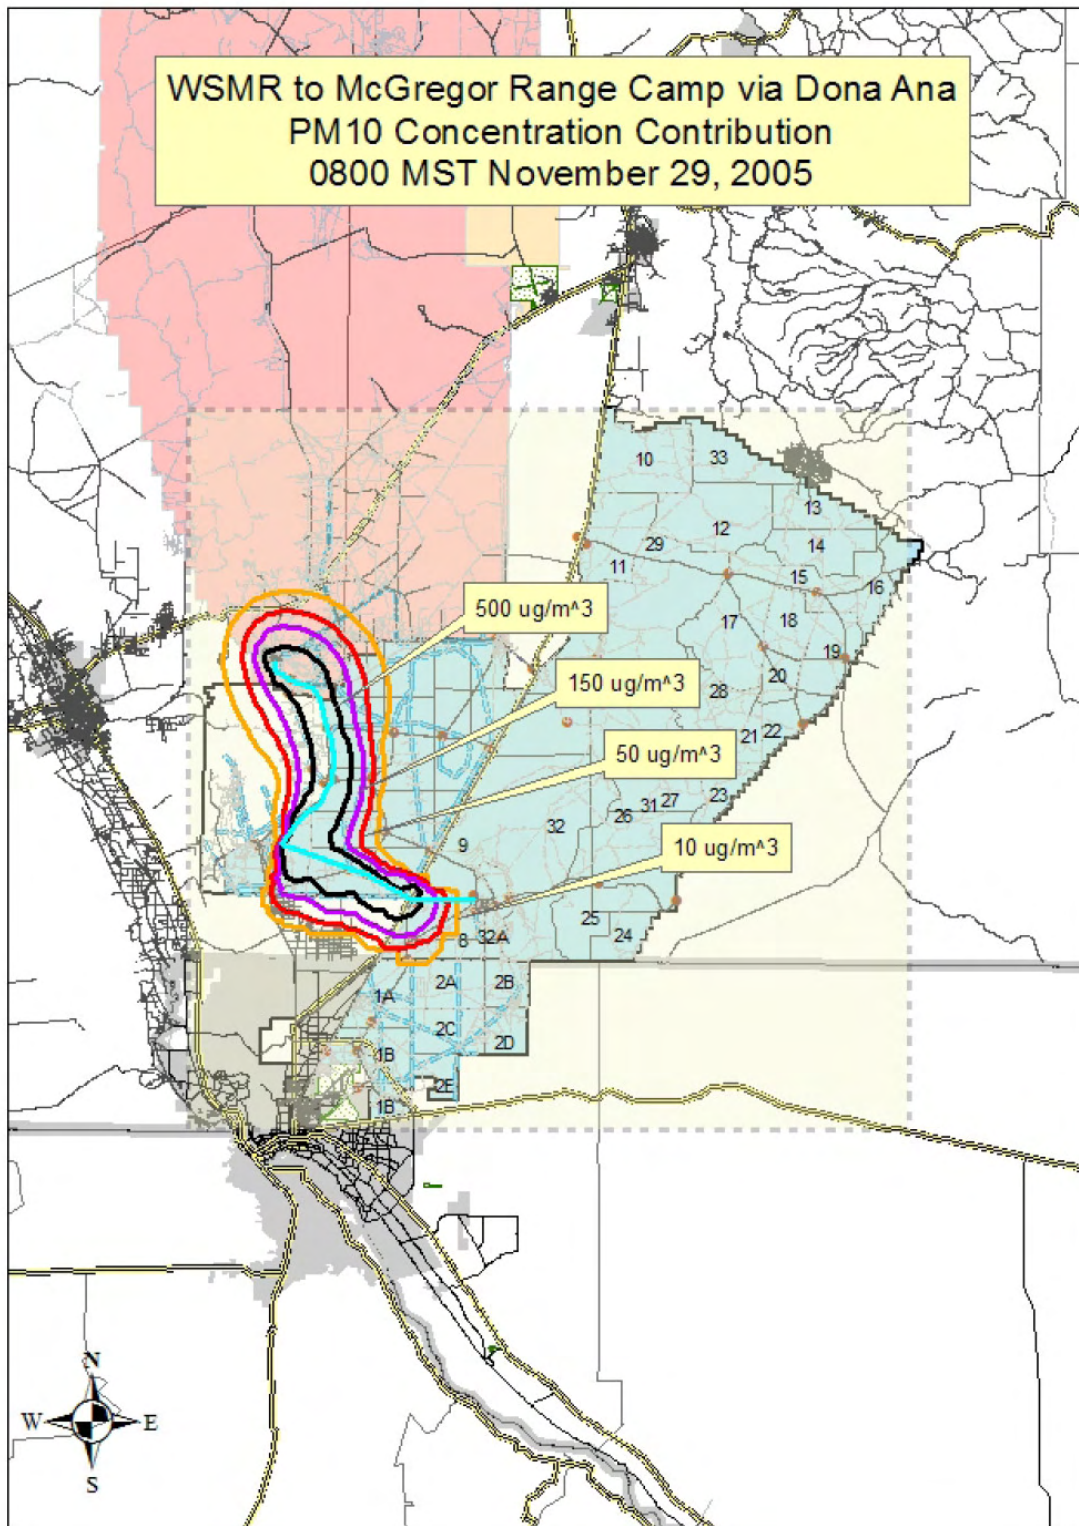 WSMR to McGregor Range Camp via Dona Ana
PM10 Concentration Contribution
0800 MST November 29, 2005
10
33
13
12
14
29
11
15
16
500 ug/m^3
17
18
19
150 ug/m^3
20
28
21
22
50 ug/m^3
23
27
31
26
32
9
10 ug/m^3
25
24
8
32A
2A
2B
1A
2C
2D
1B
2E
1B
N
W
E
S